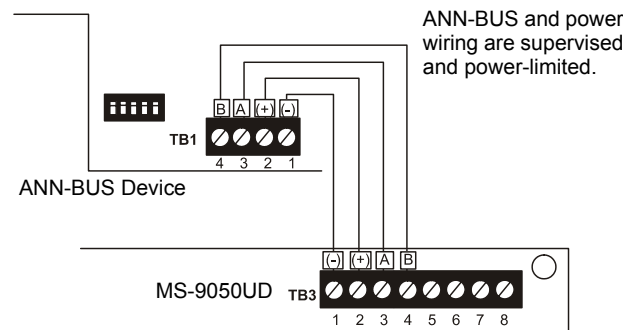 ANN-BUS and power
wiring are supervised
and power-limited.
B A (+) (-)
TB1
4 3 2 1
ANN-BUS Device
(-) (+) A B
MS-9050UD TB3
1 2 3 4 5 6 7 8